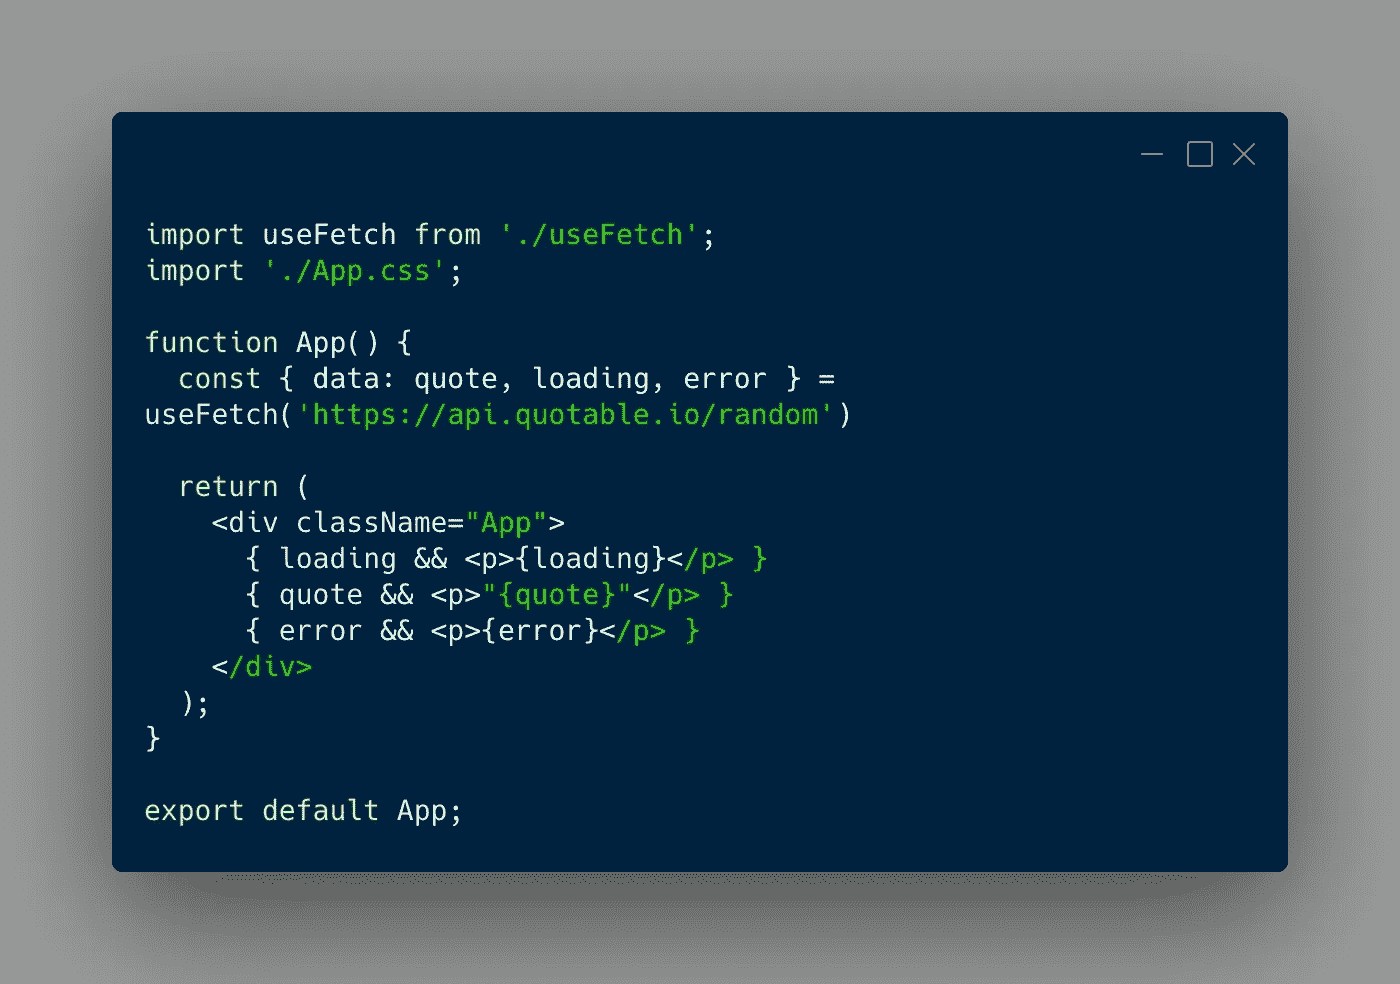 import useFetch from './useFetch';
import './App.css';
function App() {
  const { data: quote, loading, error } =
useFetch('https://api.quotable.io/random')
  return (
    <div className="App">
      { loading && <p>{loading}</p> }
      { quote && <p>"{quote}"</p> }
      { error && <p>{error}</p> }
    </div>
  );
}
export default App;